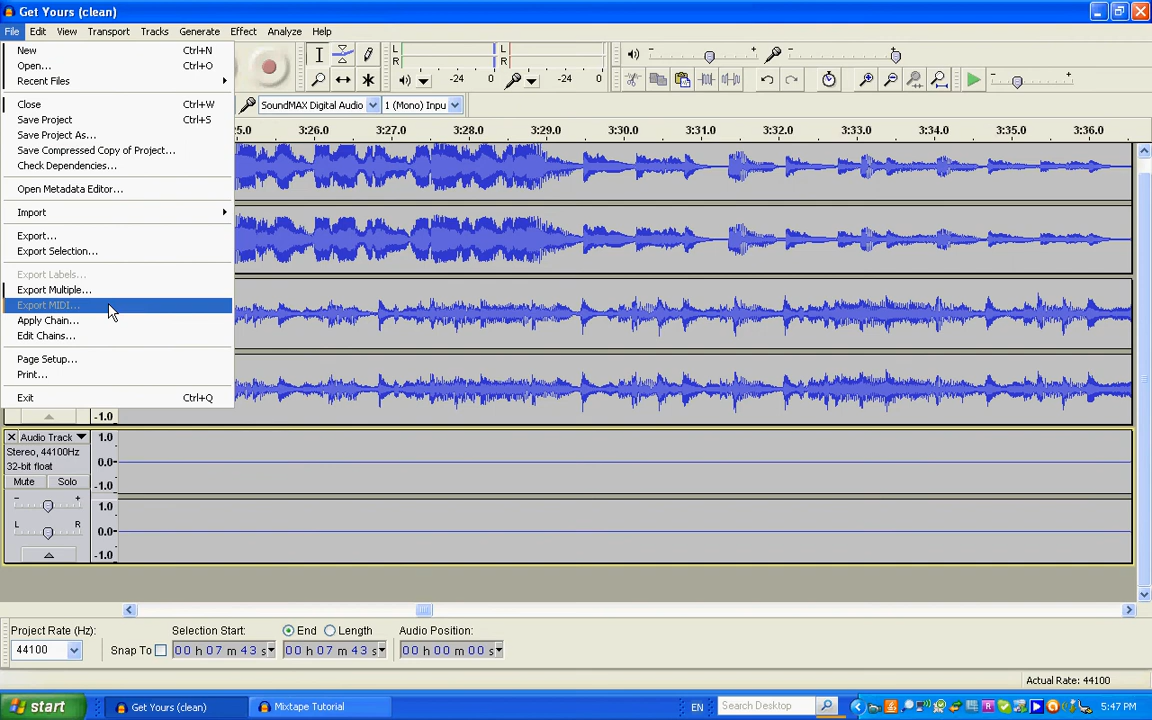 Get Yours (clean)
File Edit View Transport Tracks Generate Effect Analyze Help
New Ctrl+N
Open... Ctrl+O
Recent Files
Close Ctrl+W
Save Project Ctrl+S
Save Project As...
Save Compressed Copy of Project...
Check Dependencies...
Open Metadata Editor...
Import
Export...
Export Selection...
Export Labels...
Export Multiple...
Export MIDI...
Apply Chain...
Edit Chains...
Page Setup...
Print...
Exit Ctrl+Q
L
R
-24 0
L
R
-24 0
SoundMAX Digital Audio 1 (Mono) Inpu
25.0 3:26.0 3:27.0 3:28.0 3:29.0 3:30.0 3:31.0 3:32.0 3:33.0 3:34.0 3:35.0 3:36.0
-1.0
Audio Track 1.0
Stereo, 44100Hz
32-bit float 0.0
Mute Solo -1.0
- + 1.0
L R 0.0
-1.0
Project Rate (Hz): Selection Start: End Length Audio Position:
44100 Snap To 00 h 07 m 43 s 00 h 07 m 43 s 00 h 00 m 00 s
Actual Rate: 44100
start Get Yours (clean) Mixtape Tutorial EN Search Desktop 5:47 PM